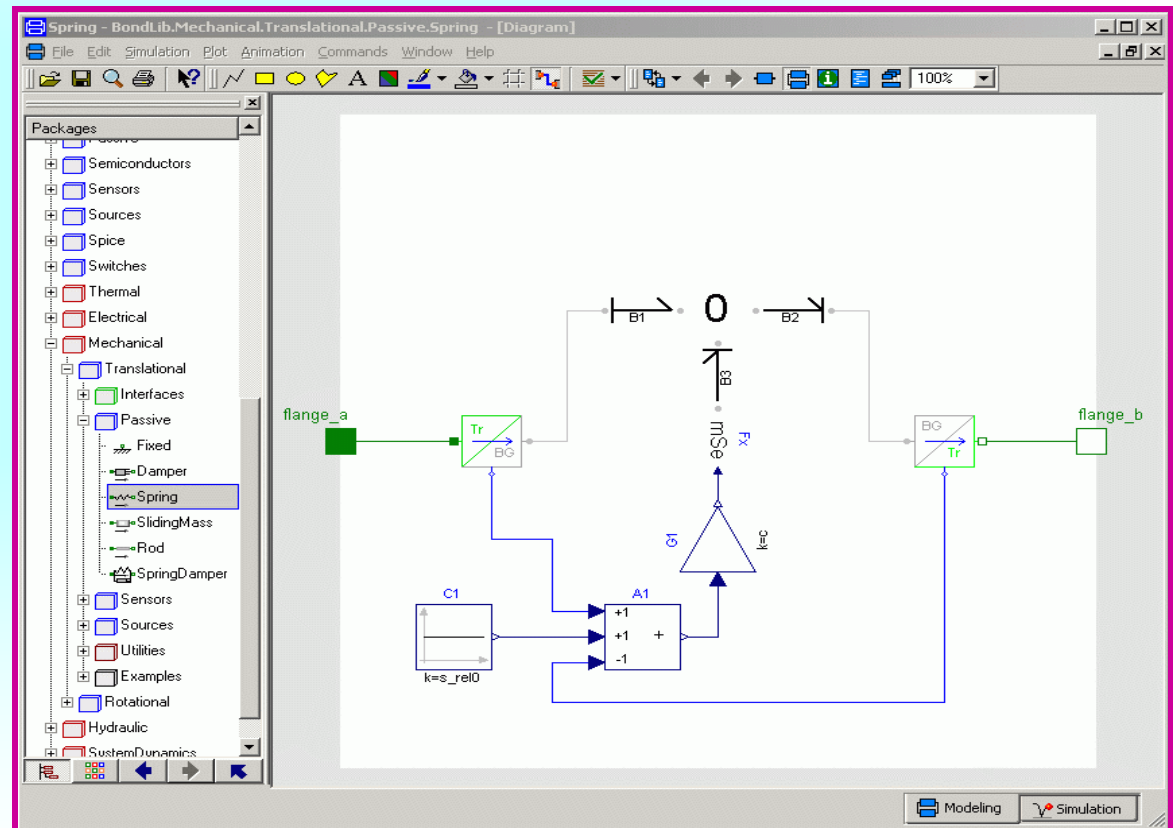 Spring - BondLib.Mechanical.Translational.Passive.Spring - [Diagram]
File Edit Simulation Plot Animation Commands Window Help
A 100%
Packages
Passive
Semiconductors
Sensors
Sources
Spice
Switches
Thermal
Electrical
Mechanical
Translational
Interfaces
Passive
Fixed
Damper
Spring
SlidingMass
Rod
SpringDamper
Sensors
Sources
Utilities
Examples
Rotational
Hydraulic
SystemDynamics
B1 0 B2
B3
flange_a
Tr
BG
mSe
Fx
BG
Tr
flange_b
G1
k=c
C1
k=s_rel0
A1
+1
+1 +
-1
Modeling Simulation